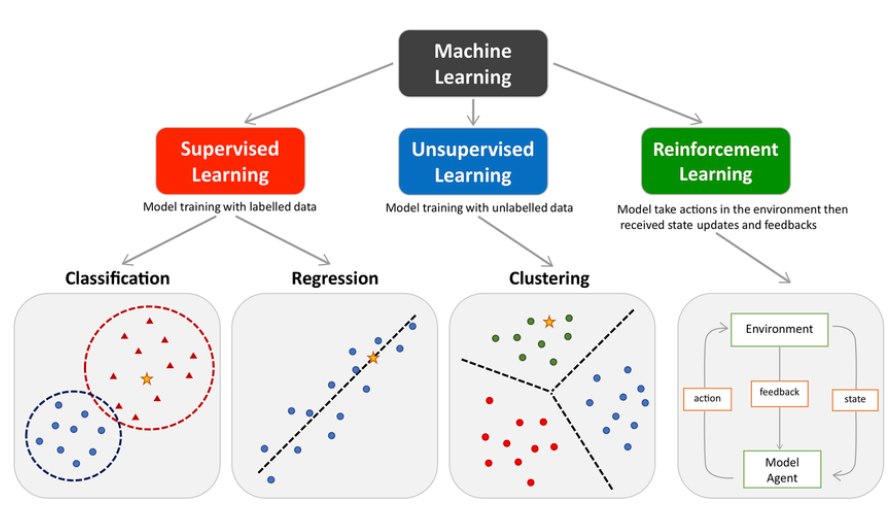 Machine
Learning
Supervised
Learning
Unsupervised
Learning
Reinforcement
Learning
Model training with labelled data
Model training with unlabelled data
Model take actions in the environment then
received state updates and feedbacks
Classification
Regression
Clustering
Environment
action
feedback
state
Model
Agent